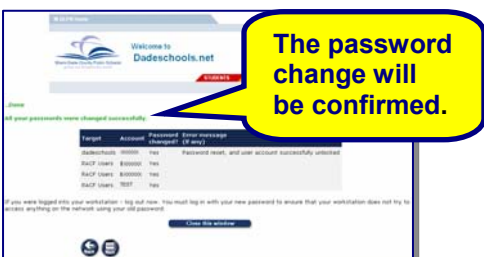 Welcome to
Dadeschools.net
STUDENTS
The password
change will
be confirmed.
...Done
All your passwords were changed successfully.
Target Account Password changed? Error message (if any)
dadeschools Yes Password reset, and user account successfully unlocked
RACF Users Yes
RACF Users Yes
RACF Users TEST Yes
If you were logged into your workstation - log out now. You must log in with your new password to ensure that your workstation does not try to
access anything on the network using your old password.
Close this window